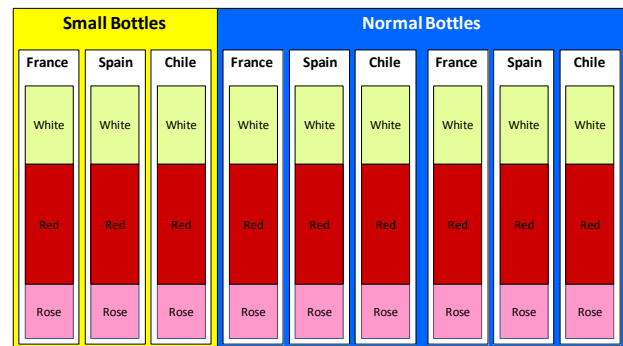 Small Bottles
Normal Bottles
France Spain Chile France Spain Chile France Spain Chile
White White White White White White White White White
Red Red Red Red Red Red Red Red Red
Rose Rose Rose Rose Rose Rose Rose Rose Rose